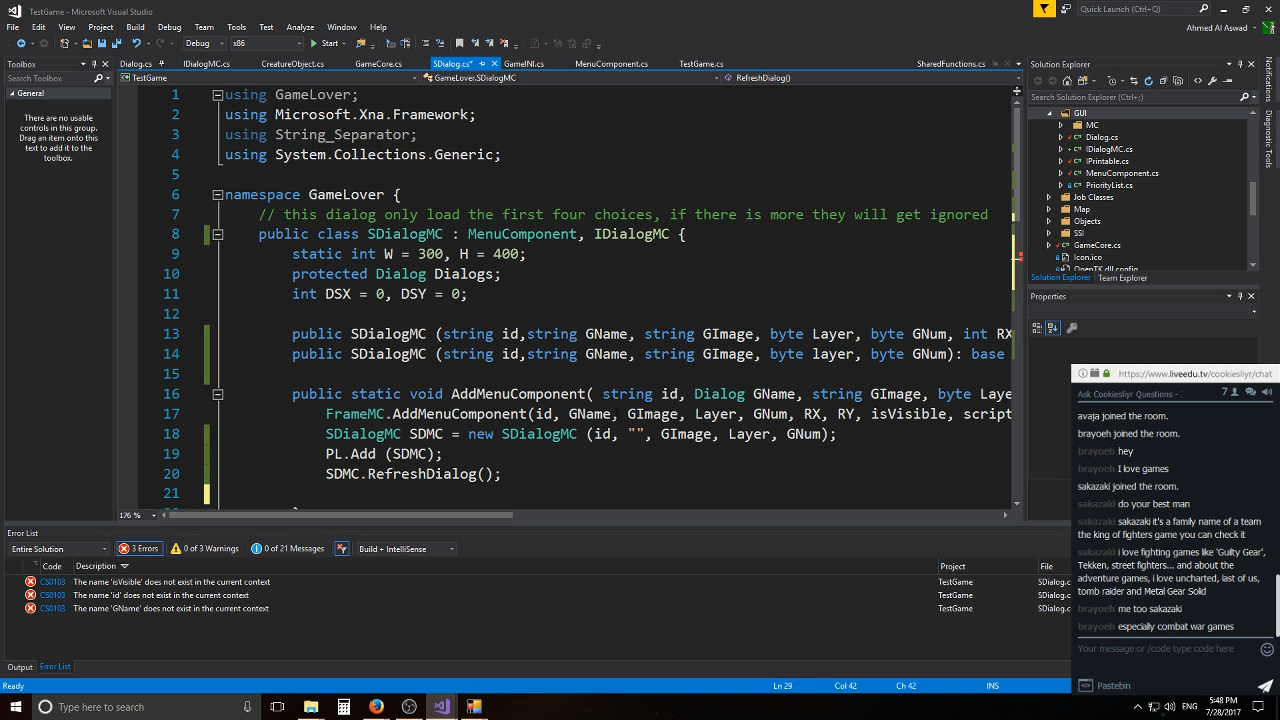 TestGame - Microsoft Visual Studio
Quick Launch (Ctrl+;)
File Edit View Project Build Debug Team Tools Test Analyze Window Help
Ahmed Al Aswad
Debug x86 Start
Toolbox
Search Toolbox
General
There are no usable
controls in this group.
Drag an item onto this
text to add it to the
toolbox.
Dialog.cs IDialogMC.cs CreatureObject.cs GameCore.cs SDialog.cs* GameINI.cs MenuComponent.cs TestGame.cs SharedFunctions.cs
TestGame GameLover.SDialogMC RefreshDialog()
1 using GameLover;
2 using Microsoft.Xna.Framework;
3 using String_Separator;
4 using System.Collections.Generic;
5
6 namespace GameLover {
7 // this dialog only load the first four choices, if there is more they will get ignored
8 public class SDialogMC : MenuComponent, IDialogMC {
9 static int W = 300, H = 400;
10 protected Dialog Dialogs;
11 int DSX = 0, DSY = 0;
12
13 public SDialogMC (string id,string GName, string GImage, byte Layer, byte GNum, int RX
14 public SDialogMC (string id,string GName, string GImage, byte layer, byte GNum): base
15
16 public static void AddMenuComponent( string id, Dialog GName, string GImage, byte Laye
17 FrameMC.AddMenuComponent(id, GName, GImage, Layer, GNum, RX, RY, isVisible, script
18 SDialogMC SDMC = new SDialogMC (id, "", GImage, Layer, GNum);
19 PL.Add (SDMC);
20 SDMC.RefreshDialog();
21
176 %
Solution Explorer
Search Solution Explorer (Ctrl+;)
GUI
MC
Dialog.cs
IDialogMC.cs
IPrintable.cs
MenuComponent.cs
PriorityList.cs
Job Classes
Map
Objects
SSI
GameCore.cs
Icon.ico
OpenTK.dll.config
Solution Explorer Team Explorer
Properties
Notifications
Diagnostic Tools
Error List
Entire Solution 3 Errors 0 of 3 Warnings 0 of 21 Messages Build + IntelliSense
Code Description Project File
CS0103 The name 'isVisible' does not exist in the current context TestGame SDialog.c
CS0103 The name 'id' does not exist in the current context TestGame SDialog.c
CS0103 The name 'GName' does not exist in the current context TestGame SDialog.c
Output Error List
Ready Ln 29 Col 42 Ch 42 INS
https://www.liveedu.tv/cookiesliyr/chat
Ask Cookiesliyr Questions - . 7
avaja joined the room.
brayoeh joined the room.
brayoeh hey
brayoeh I love games
sakazaki joined the room.
sakazaki do your best man
sakazaki sakazaki it's a family name of a team
the king of fighters game you can check it
sakazaki i love fighting games like 'Guilty Gear',
Tekken, street fighters... and about the
adventure games, i love uncharted, last of us,
tomb raider and Metal Gear Solid
brayoeh me too sakazaki
brayoeh especially combat war games
Your message or /code type code here
Pastebin
Type here to search
ENG
5:48 PM
7/28/2017